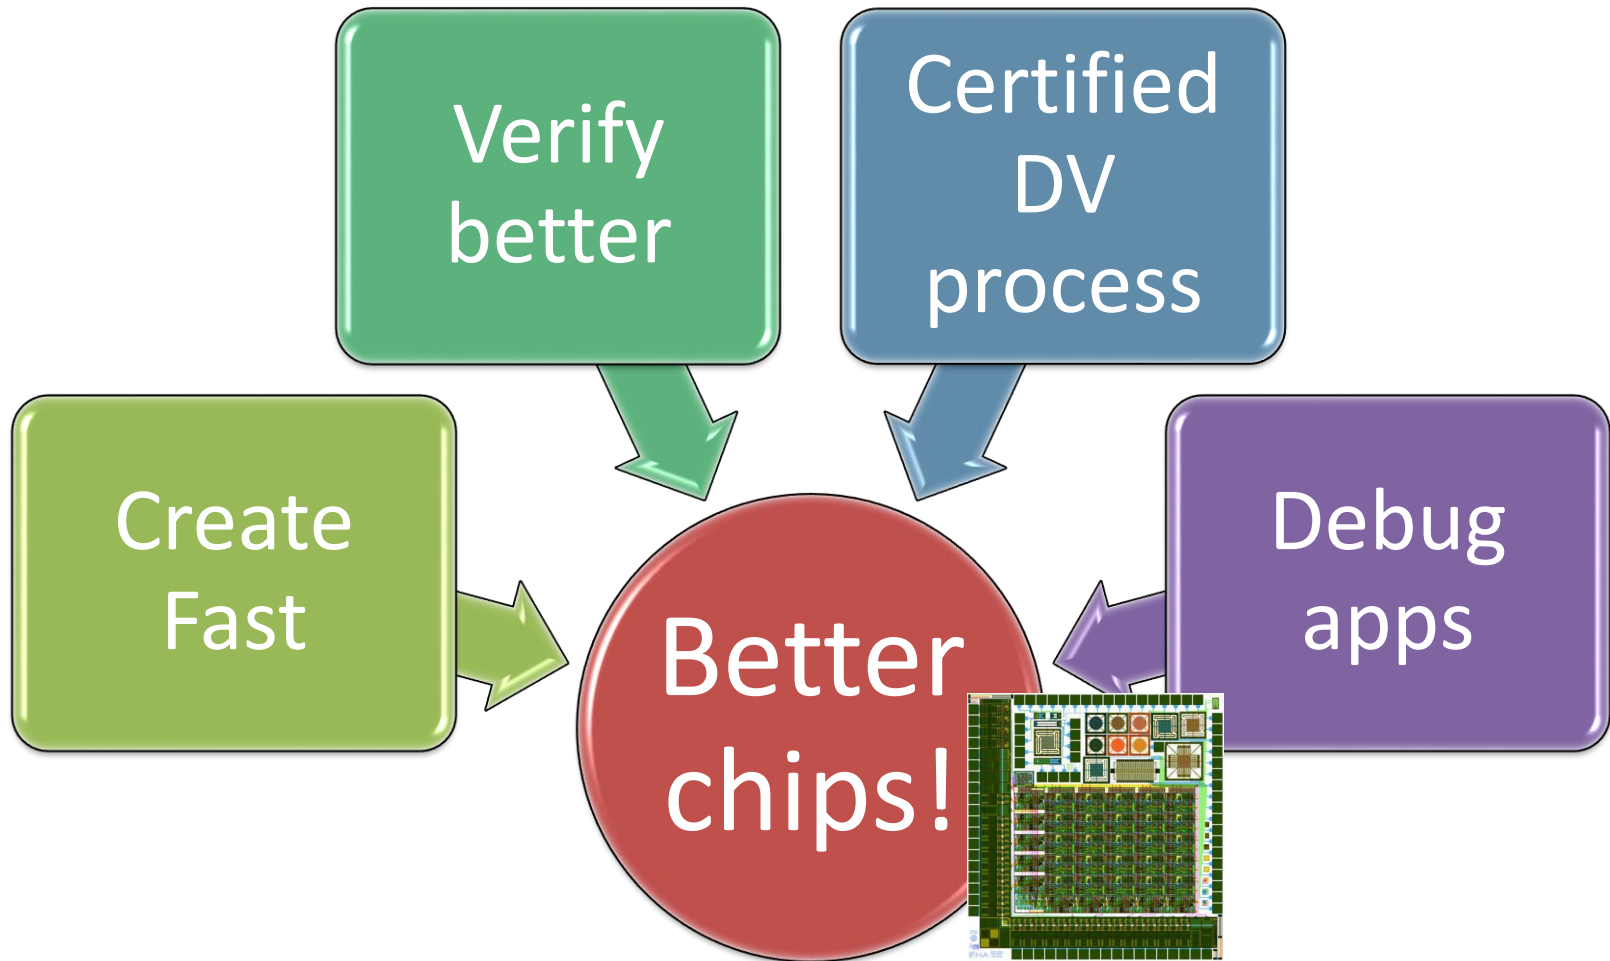 Verify
better
Certified
DV
process
Create
Fast
Debug
apps
Better
chips!